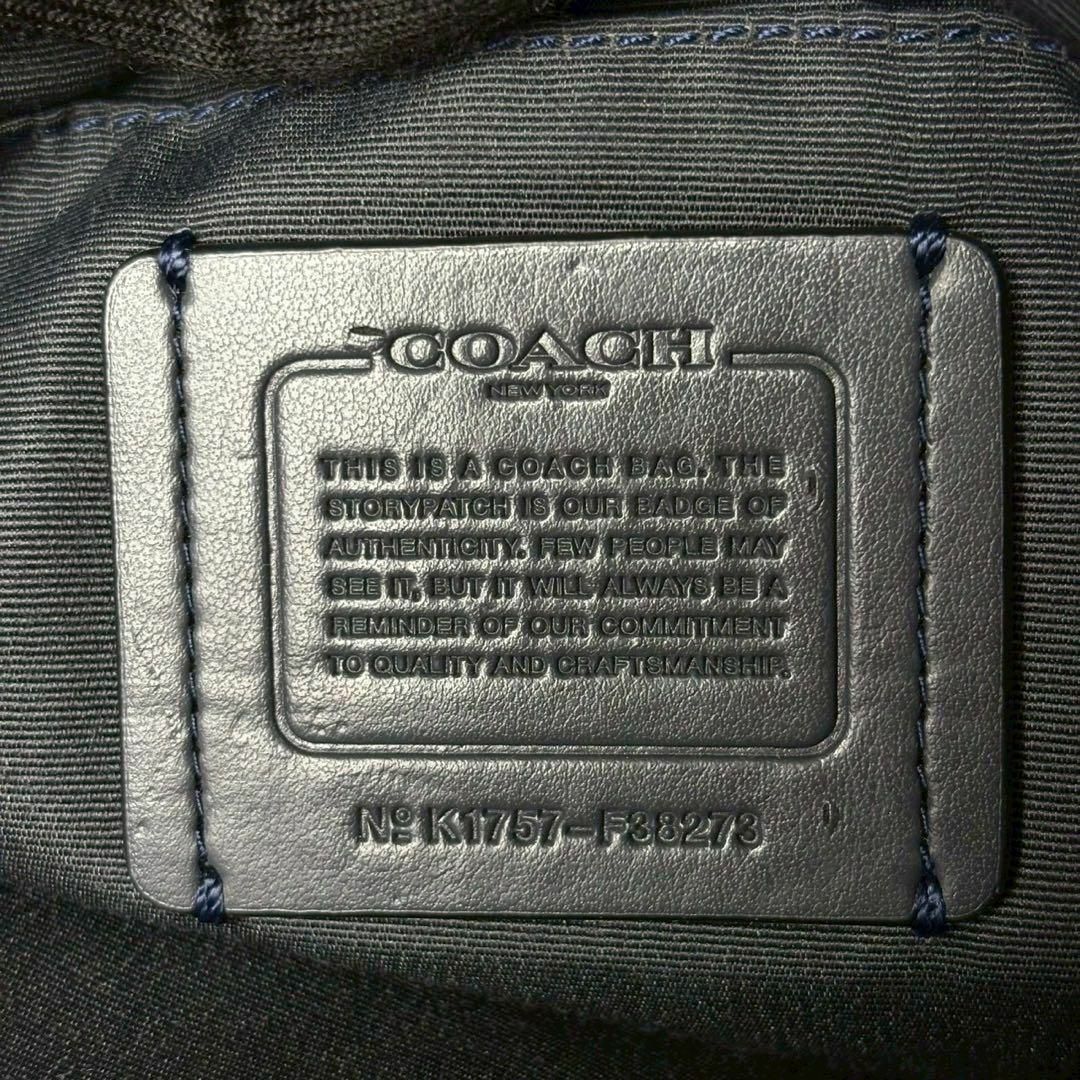 COACH
NEW YORK
THIS IS A COACH BAG. THE
STORYPATCH IS OUR BADGE OF
AUTHENTICITY. FEW PEOPLE MAY
SEE IT, BUT IT WILL ALWAYS BE A
REMINDER OF OUR COMMITMENT
TO QUALITY AND CRAFTSMANSHIP.
Nº K1757-F38273